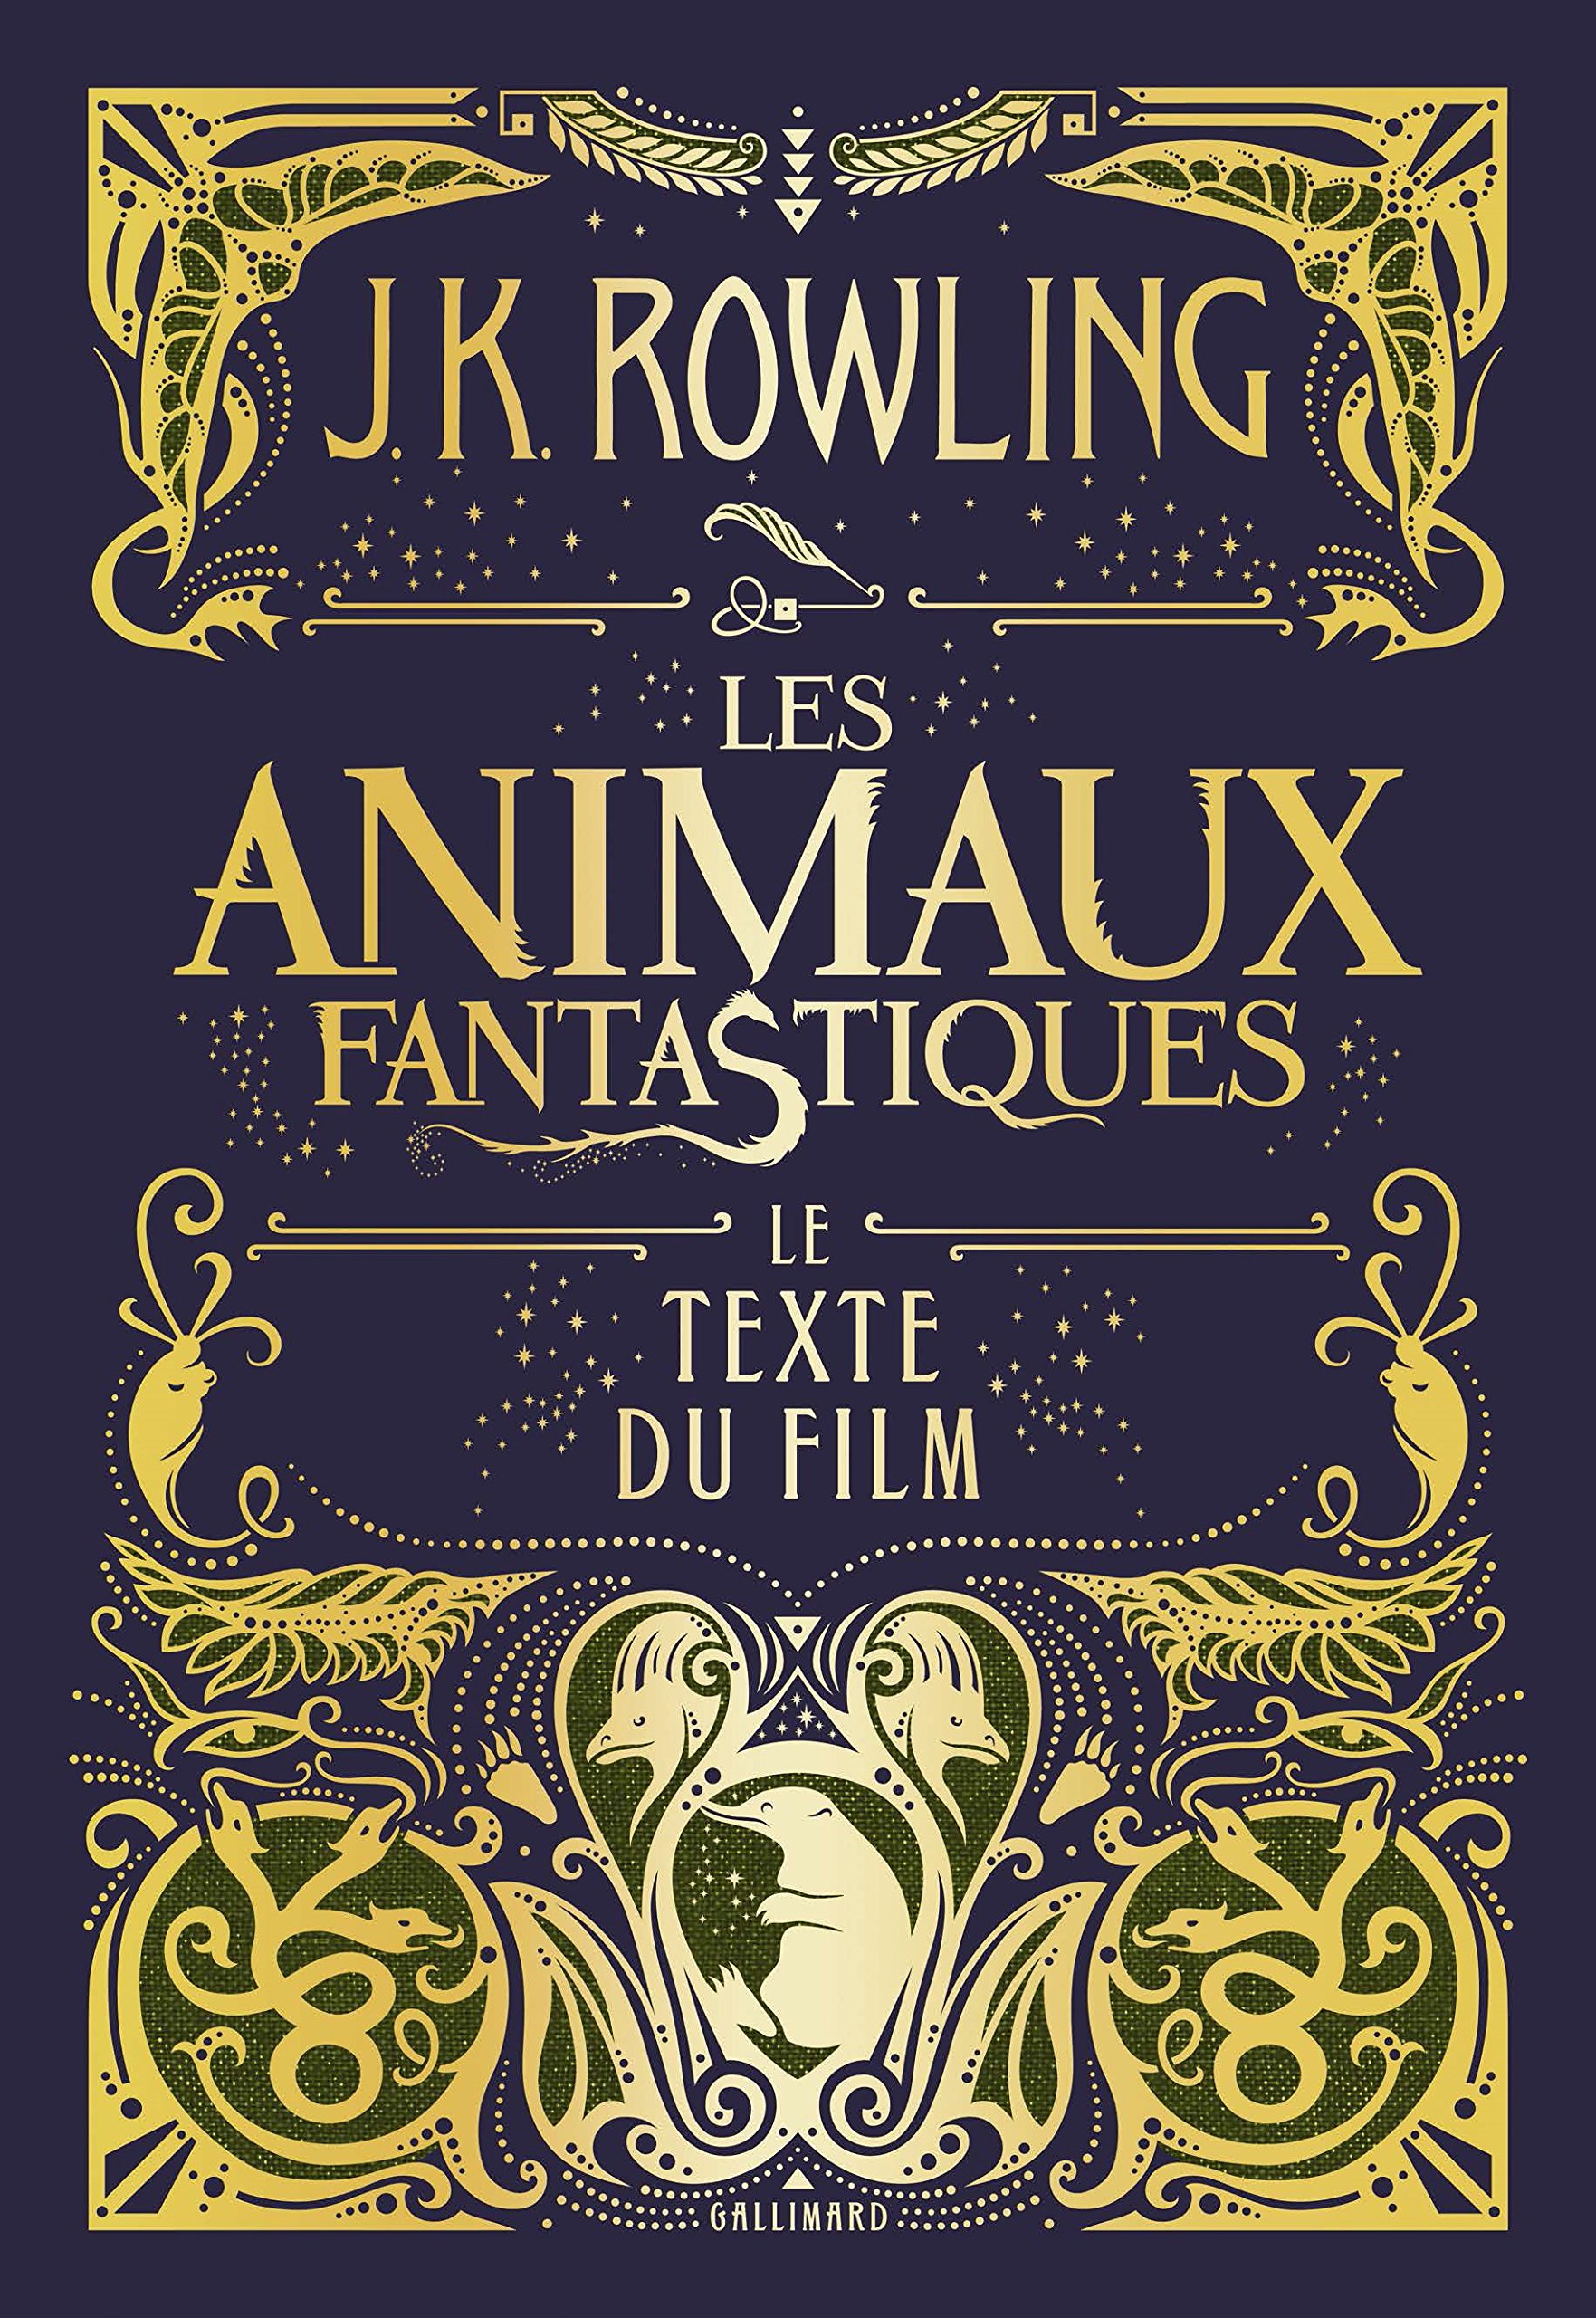 J.K. ROWLING
LES
ANIMAUX
FANTASTIQUES
LE
TEXTE
DU FILM
GALLIMARD